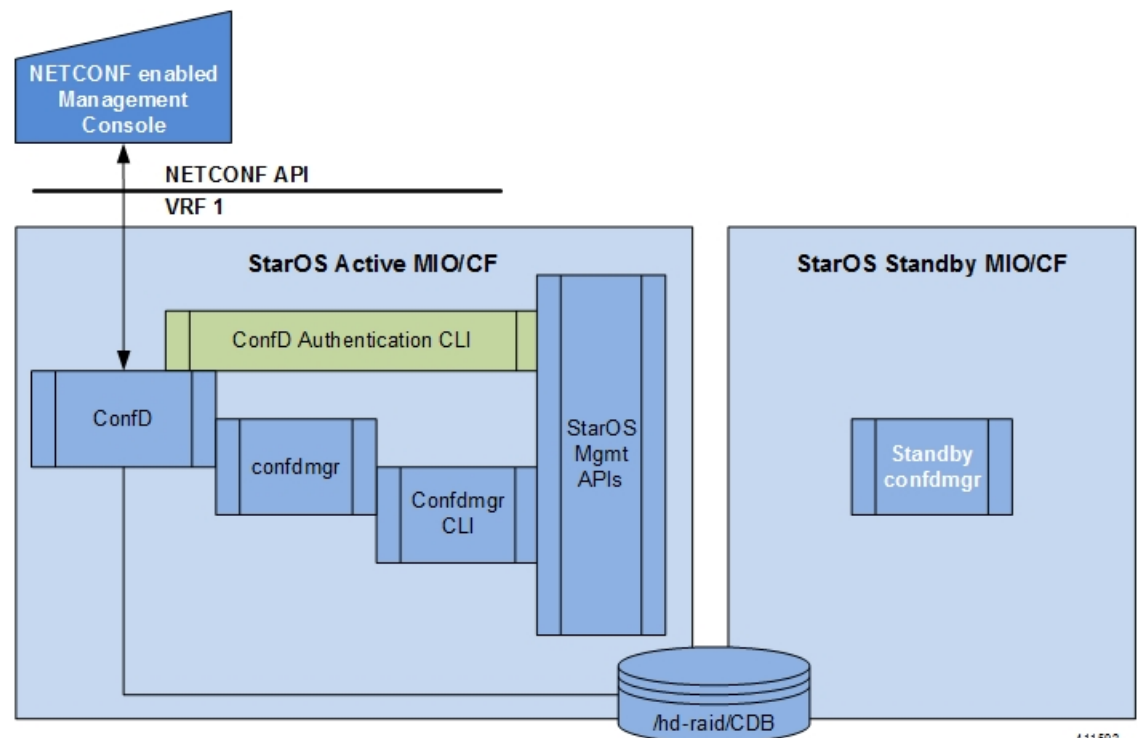 NETCONF enabled
Management
Console
NETCONF API
VRF 1
StarOS Active MIO/CF
StarOS Standby MIO/CF
ConfD Authentication CLI
ConfD
confdmgr
Confdmgr
CLI
StarOS
Mgmt
APIs
Standby
confdmgr
/hd-raid/CDB